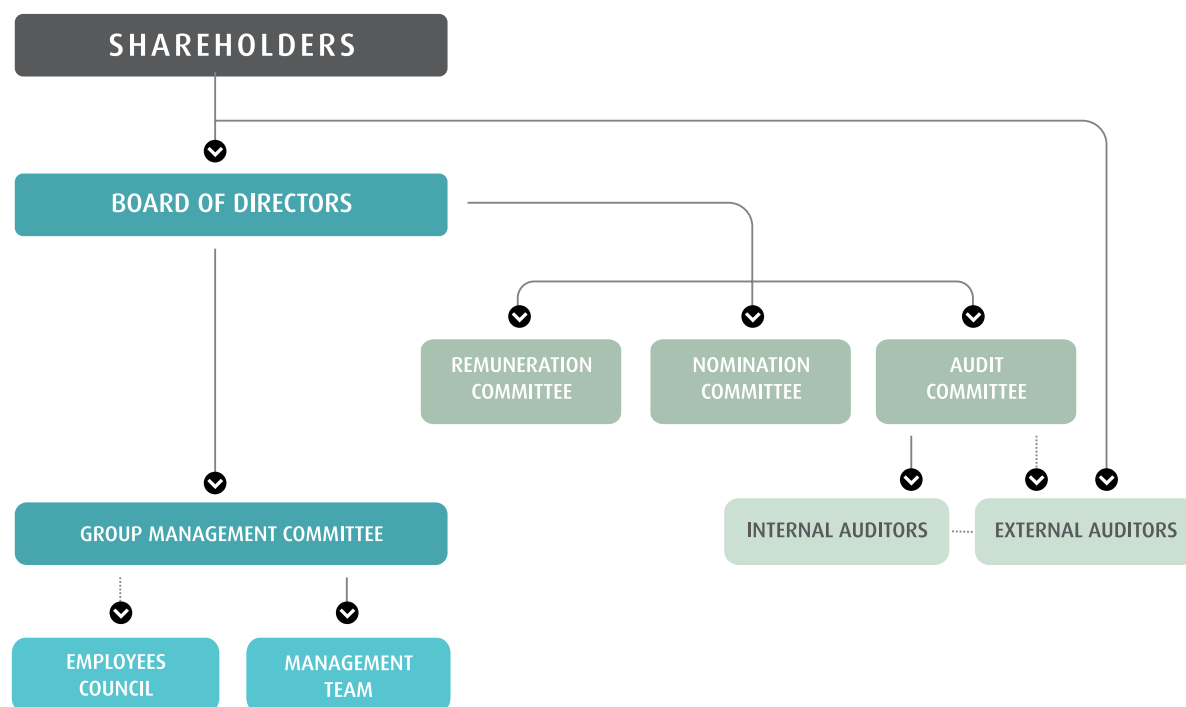 SHAREHOLDERS
BOARD OF DIRECTORS
REMUNERATION
COMMITTEE
NOMINATION
COMMITTEE
AUDIT
COMMITTEE
GROUP MANAGEMENT COMMITTEE
INTERNAL AUDITORS
EXTERNAL AUDITORS
EMPLOYEES
COUNCIL
MANAGEMENT
TEAM